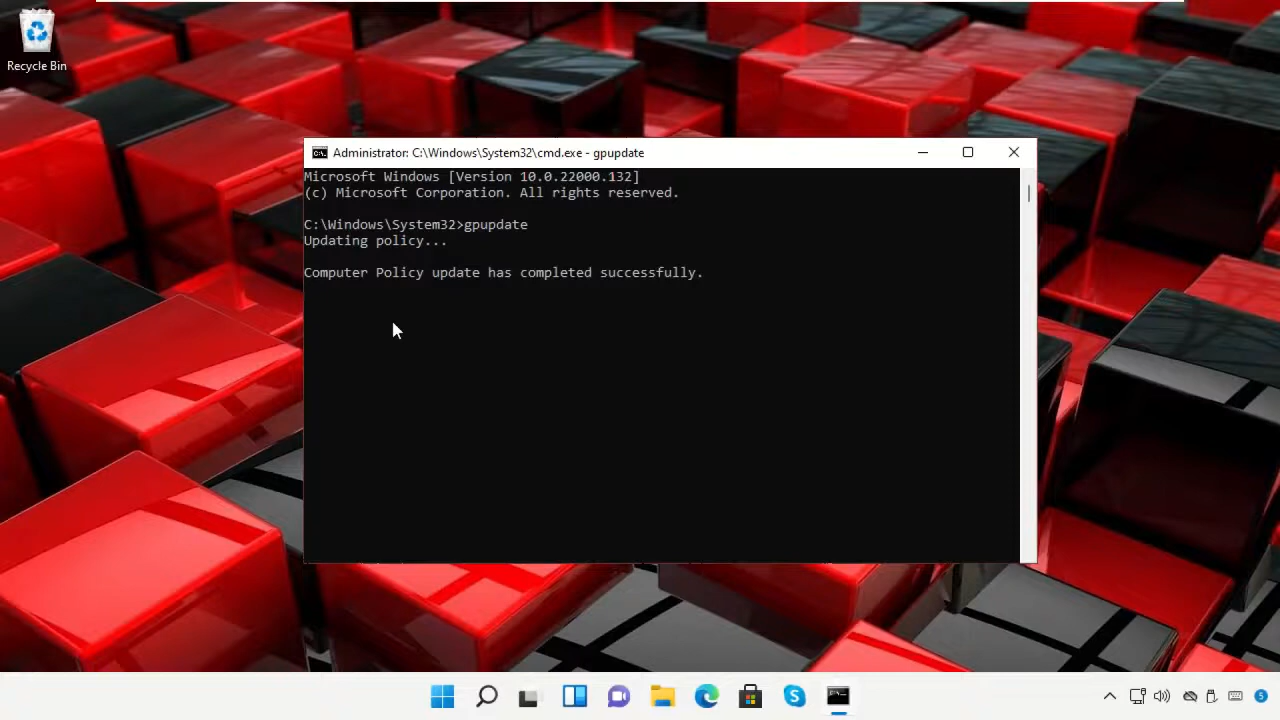 Recycle Bin
Administrator: C:\Windows\System32\cmd.exe - gpupdate
Microsoft Windows [Version 10.0.22000.132]
(c) Microsoft Corporation. All rights reserved.
C:\Windows\System32>gpupdate
Updating policy...
Computer Policy update has completed successfully.
5